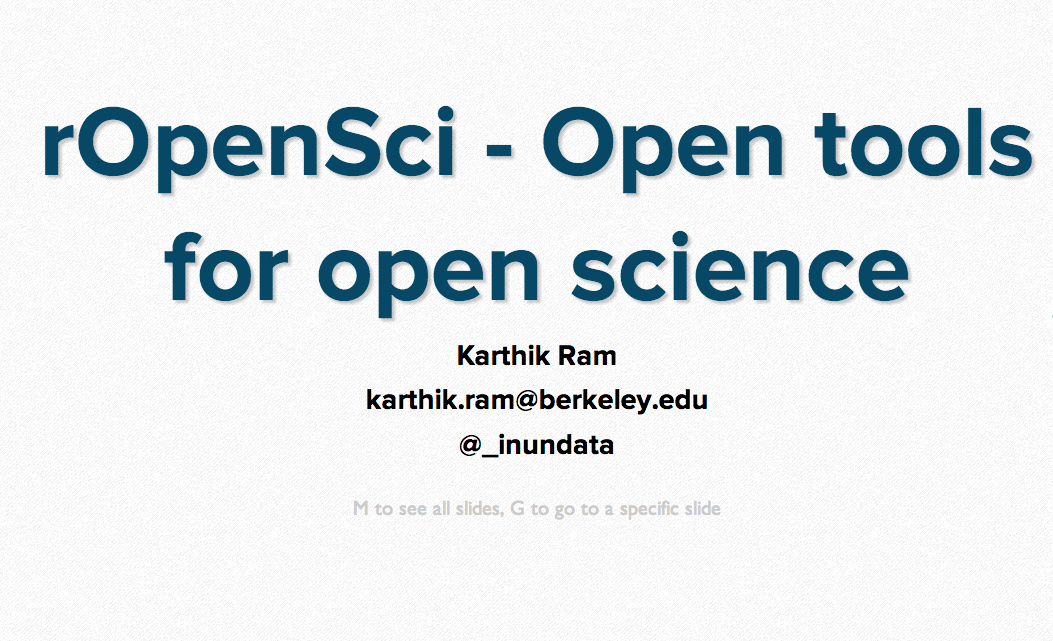 rOpenSci - Open tools
for open science
Karthik Ram
karthik.ram@berkeley.edu
@_inundata
M to see all slides, G to go to a specific slide